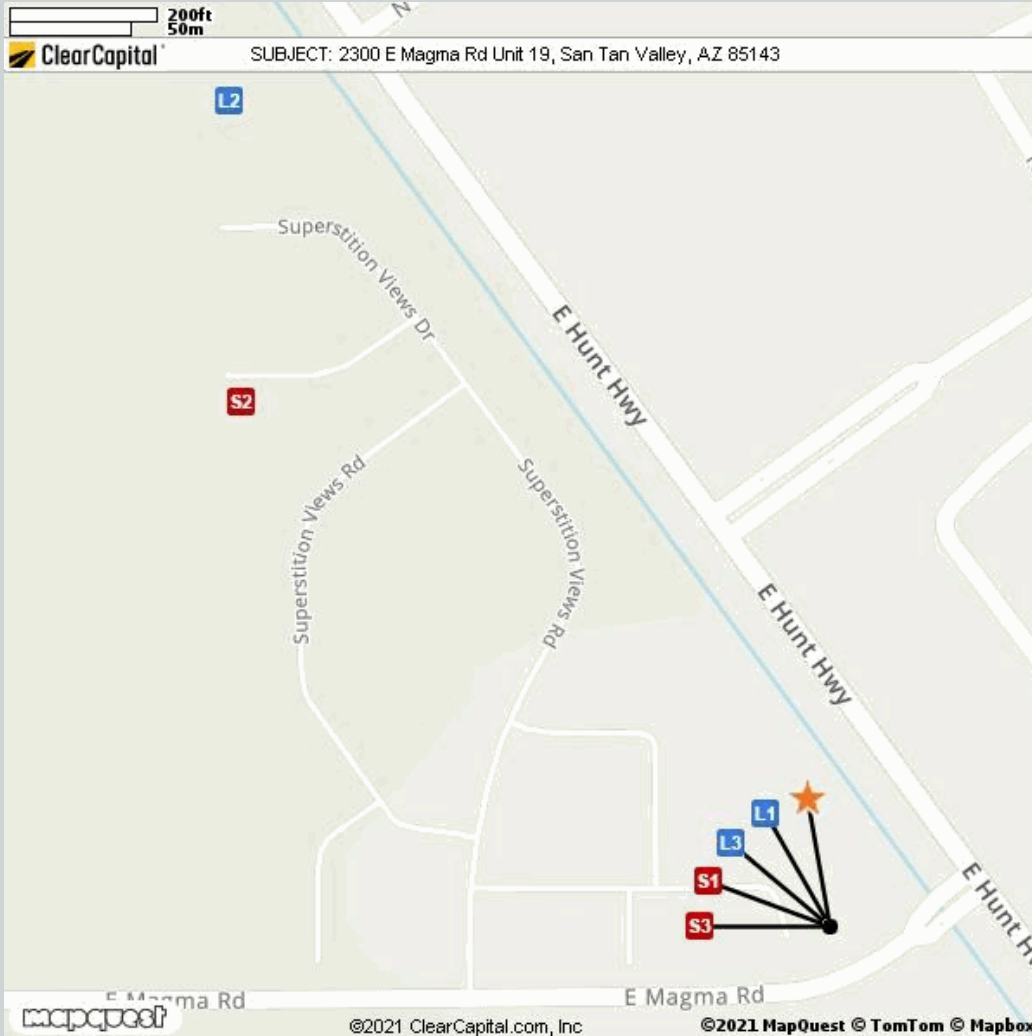 200ft
50m
ClearCapital
SUBJECT: 2300 E Magma Rd Unit 19, San Tan Valley, AZ 85143
N
L2
Superstition Views Dr
E Hunt Hwy
S2
Superstition Views Rd
Superstition Views Rd
E Hunt Hwy
L1
L3
S1
S3
E Hunt
E Magma Rd
E Magma Rd
mapquest
©2021 ClearCapital.com, Inc
©2021 MapQuest © TomTom © Mapbox